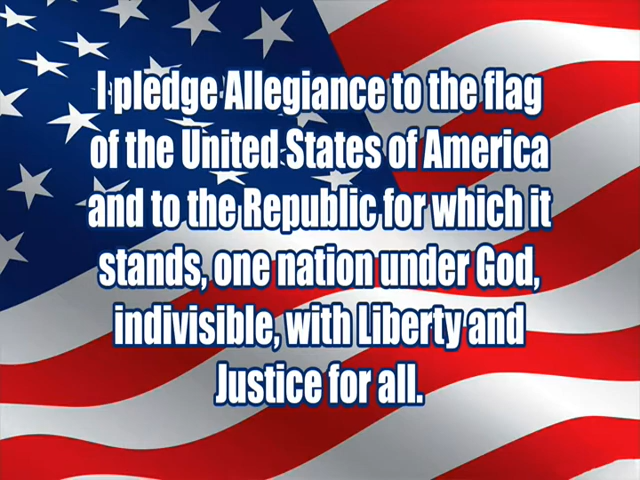 I pledge Allegiance to the flag
of the United States of America
and to the Republic for which it
stands, one nation under God,
indivisible, with Liberty and
Justice for all.